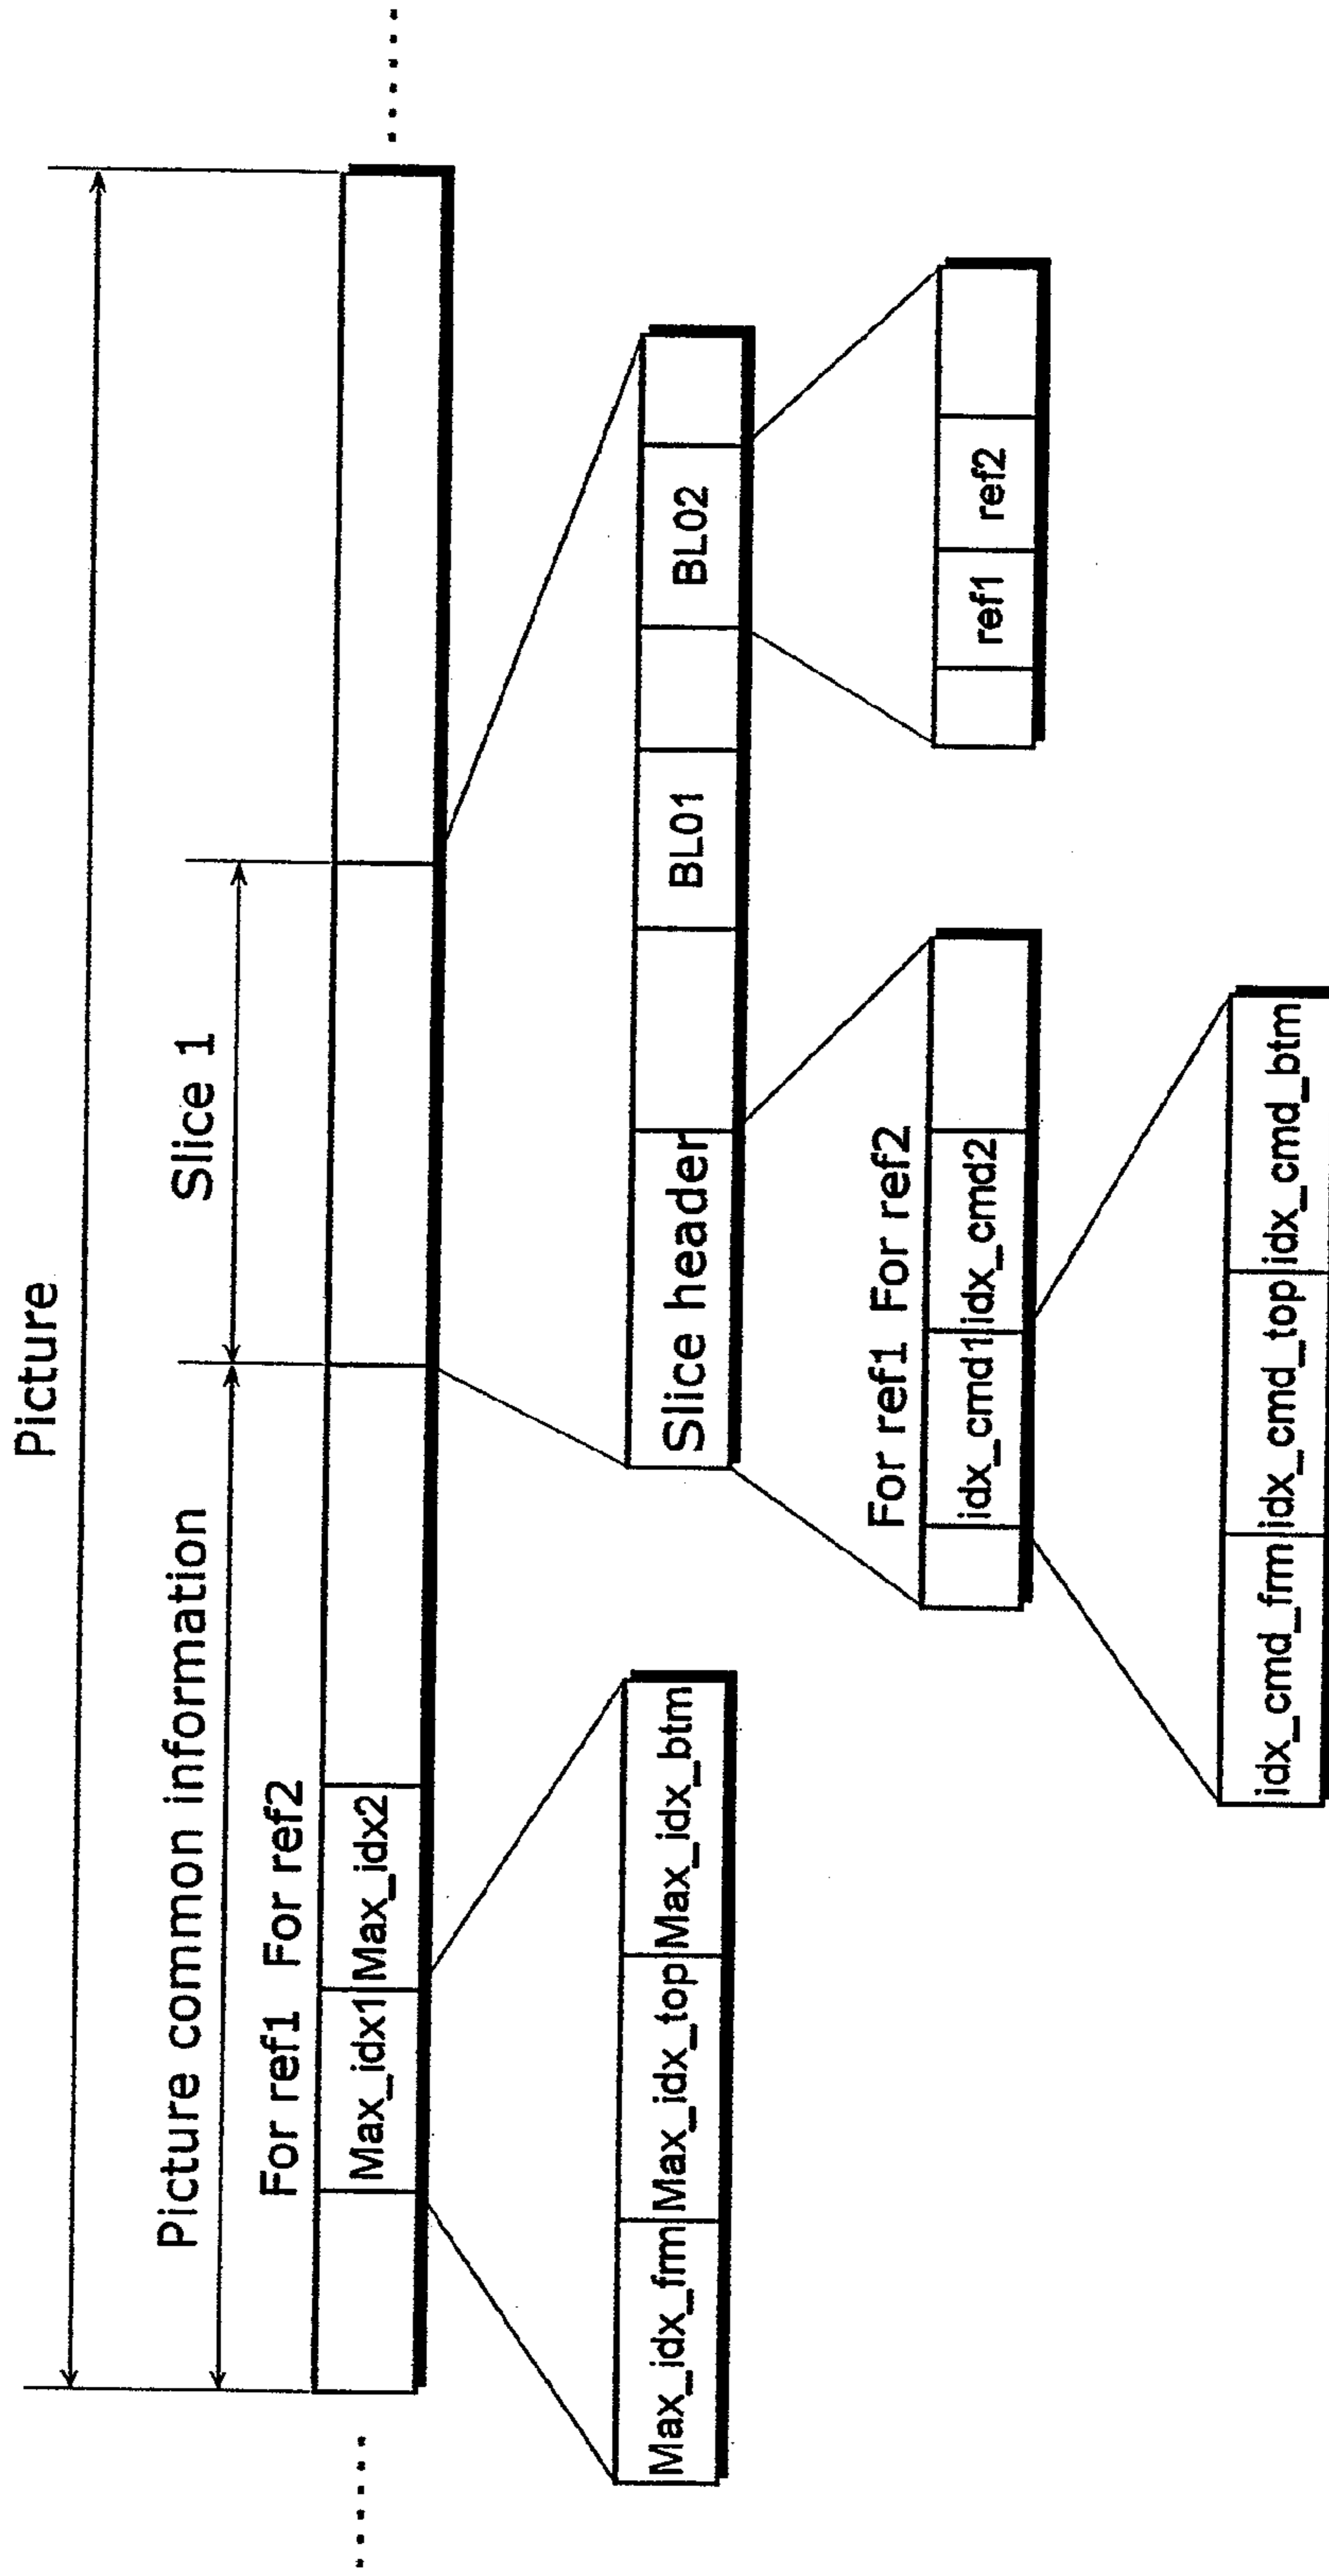 Picture
Picture common information
Slice 1
For ref1 For ref2
Max_idx1 Max_idx2
Max_idx_frm Max_idx_top Max_idx_btm
Slice header BL01 BL02
For ref1 For ref2
idx_cmd1 idx_cmd2
ref1 ref2
idx_cmd_frm idx_cmd_top idx_cmd_btm